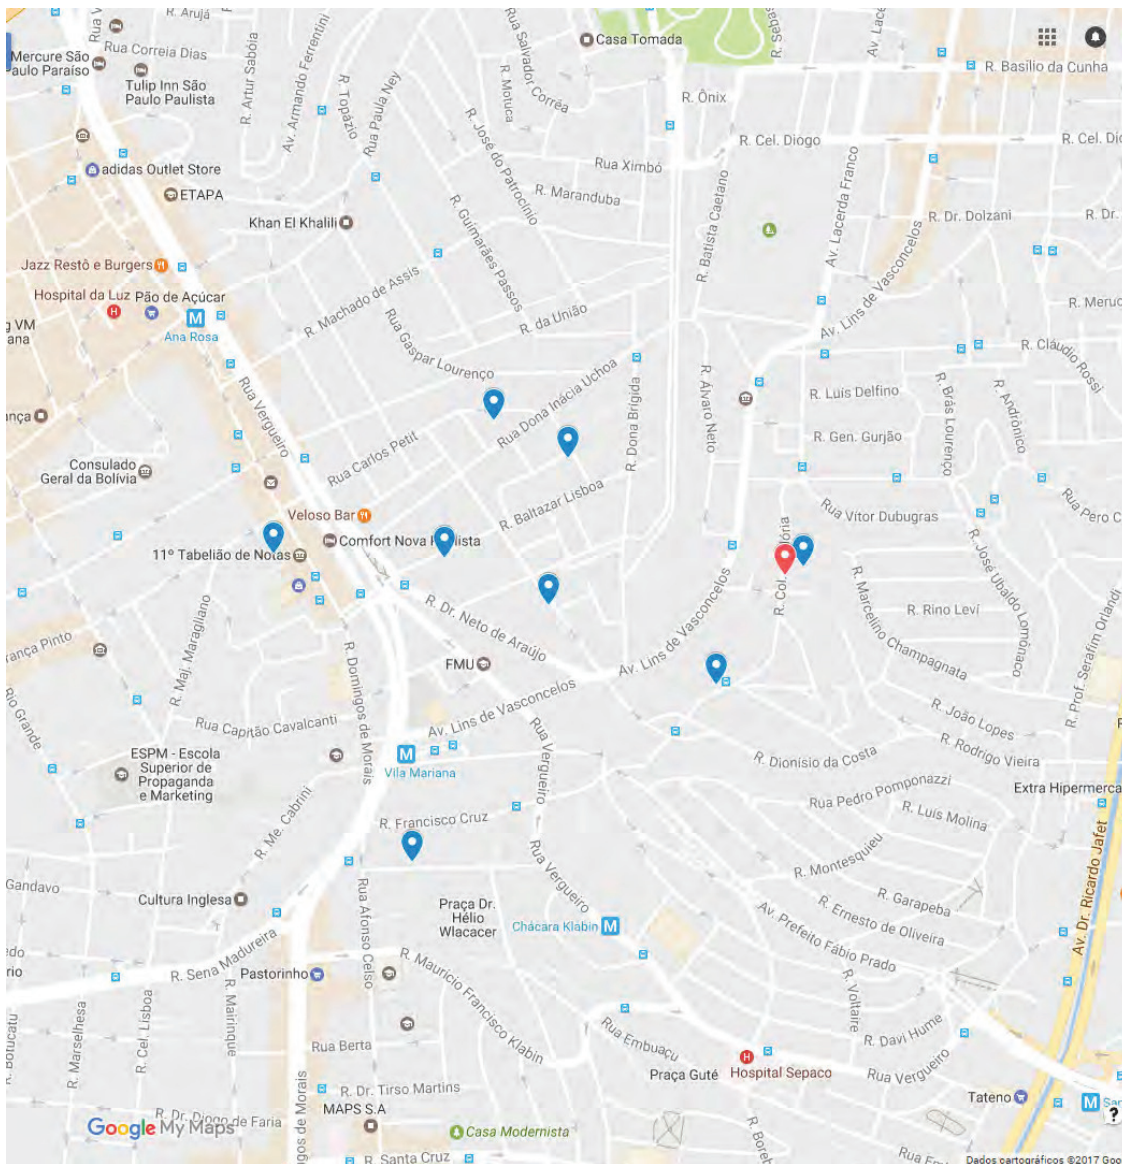 R. Arujá
Rua Correia Dias
Mercure São
Paulo Paraíso
Tulip Inn São
Paulo Paulista
R. Artur Sabóia
Av. Armando Ferrentini
R. Topázio
Rua Paula Ney
Rua Salvador Corrêa
R. Motuca
Casa Tomada
R. Ônix
R. Basílio da Cunha
R. Cel. Diogo
adidas Outlet Store
ETAPA
Khan El Khalili
R. José do Patrocínio
Rua Ximbó
R. Maranduba
R. Guimarães Passos
R. Batista Caetano
Av. Lacerda Franco
R. Dr. Dolzani
R. Dr.
Jazz Restô e Burgers
Hospital da Luz
Pão de Açúcar
Ana Rosa
R. Machado de Assis
R. da União
Av. Lins de Vasconcelos
Rua Gaspar Lourenço
Rua Vergueiro
Rua Dona Inácia Uchoa
R. Dona Brígida
R. Álvaro Neto
R. Cláudio Rossi
R. Luís Delfino
R. Brás Lourenço
R. Andrônico
R. Gen. Gurjão
Consulado
Geral da Bolívia
Rua Carlos Petit
R. Baltazar Lisboa
Veloso Bar
11º Tabelião de Notas
Rua Vítor Dubugras
R. José Ubaldo Lomônaco
R. Marcelino Champagnata
R. Rino Levi
R. Prof. Serafim Orlandi
R. Maj. Maragliano
R. Dr. Neto de Araújo
Av. Lins de Vasconcelos
FMU
R. Domingos de Morais
Rua Capitão Cavalcanti
Av. Lins de Vasconcelos
Rua Vergueiro
Vila Mariana
ESPM - Escola
Superior de
Propaganda
e Marketing
R. João Lopes
R. Rodrigo Vieira
R. Dionísio da Costa
Rua Pedro Pomponazzi
Extra Hipermerca
R. Luís Molina
R. Me. Cabrini
R. Francisco Cruz
R. Montesquieu
R. Garapeba
R. Ernesto de Oliveira
Av. Prefeito Fábio Prado
Av. Dr. Ricardo Jafet
Rua Vergueiro
Cultura Inglesa
Rua Afonso Celso
Praça Dr.
Hélio
Wlacacer
Chácara Klabin
R. Sena Madureira
Pastorinho
R. Mauricio Francisco Klabin
R. Voltaire
R. Davi Hume
R. Botucatu
R. Marselhesa
R. Cel. Lisboa
R. Mairinque
Rua Berta
Rua Embuaçu
Praça Guté
Hospital Sepaco
Rua Vergueiro
Tateno
R. Dr. Tirso Martins
MAPS S.A
R. Dr. Diogo de Faria
Google My Maps
Casa Modernista
R. Santa Cruz
Dados cartográficos ©2017 Goo